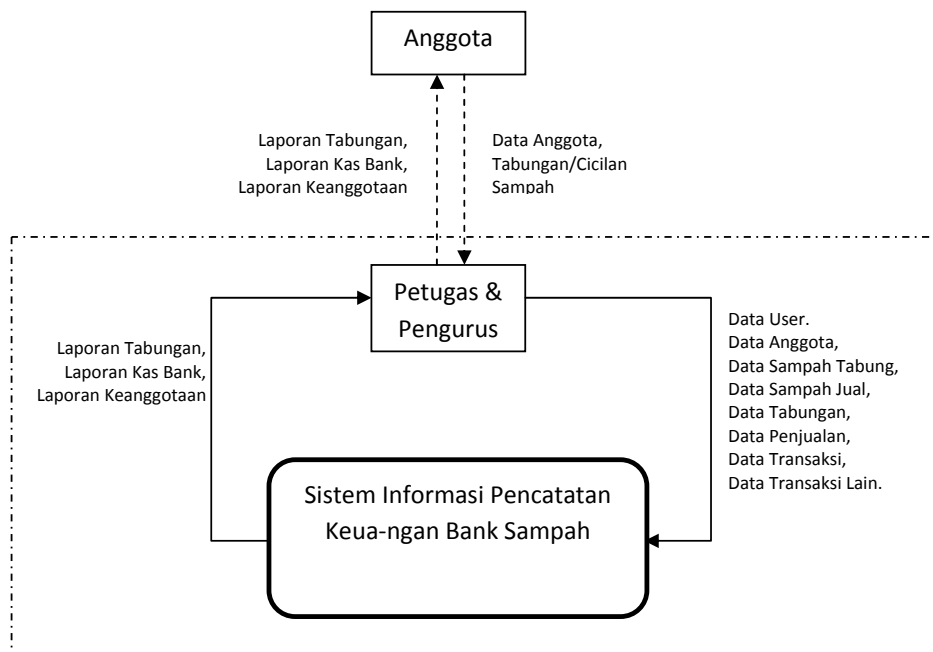 Anggota
Laporan Tabungan,
Laporan Kas Bank,
Laporan Keanggotaan
Data Anggota,
Tabungan/Cicilan
Sampah
Petugas &
Pengurus
Laporan Tabungan,
Laporan Kas Bank,
Laporan Keanggotaan
Data User.
Data Anggota,
Data Sampah Tabung,
Data Sampah Jual,
Data Tabungan,
Data Penjualan,
Data Transaksi,
Data Transaksi Lain.
Sistem Informasi Pencatatan
Keua-ngan Bank Sampah